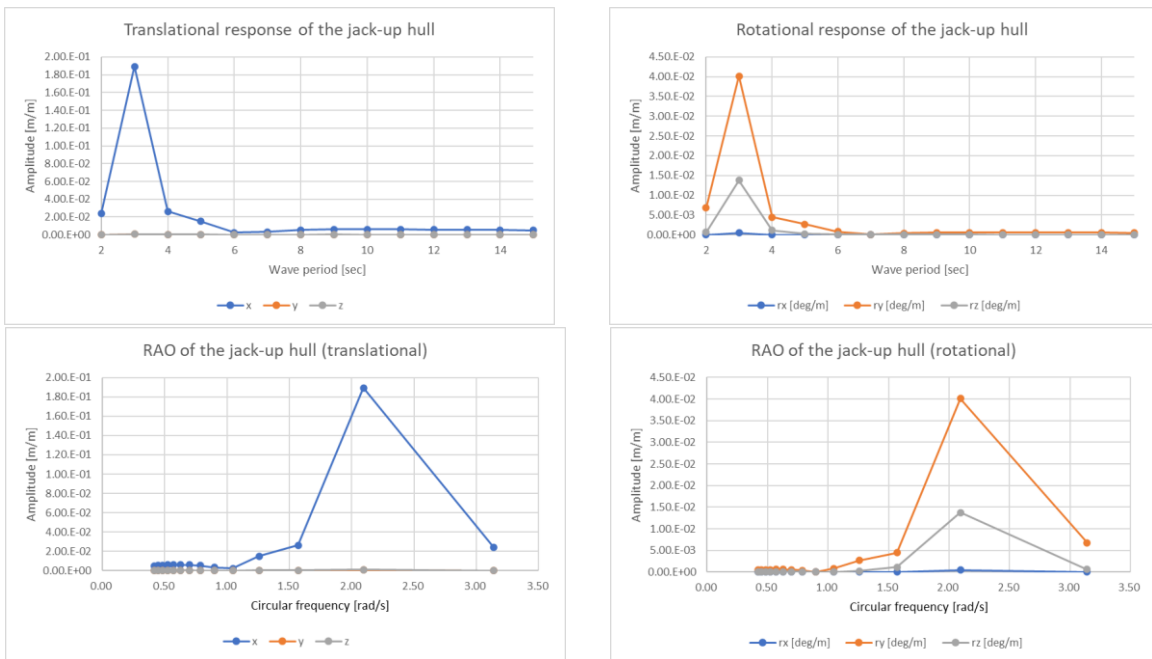 Translational response of the jack-up hull
Amplitude [m/m]
2.00.E-01
1.80.E-01
1.60.E-01
1.40.E-01
1.20.E-01
1.00.E-01
8.00.E-02
6.00.E-02
4.00.E-02
2.00.E-02
0.00.E+00
2 4 6 8 10 12 14
Wave period [sec]
x y z
Rotational response of the jack-up hull
Amplitude [m/m]
4.50.E-02
4.00.E-02
3.50.E-02
3.00.E-02
2.50.E-02
2.00.E-02
1.50.E-02
1.00.E-02
5.00.E-03
0.00.E+00
2 4 6 8 10 12 14
Wave period [sec]
rx [deg/m] ry [deg/m] rz [deg/m]
RAO of the jack-up hull (translational)
Amplitude [m/m]
2.00.E-01
1.80.E-01
1.60.E-01
1.40.E-01
1.20.E-01
1.00.E-01
8.00.E-02
6.00.E-02
4.00.E-02
2.00.E-02
0.00.E+00
0.00 0.50 1.00 1.50 2.00 2.50 3.00 3.50
Circular frequency [rad/s]
x y z
RAO of the jack-up hull (rotational)
Amplitude [m/m]
4.50.E-02
4.00.E-02
3.50.E-02
3.00.E-02
2.50.E-02
2.00.E-02
1.50.E-02
1.00.E-02
5.00.E-03
0.00.E+00
0.00 0.50 1.00 1.50 2.00 2.50 3.00 3.50
Circular frequency [rad/s]
rx [deg/m] ry [deg/m] rz [deg/m]